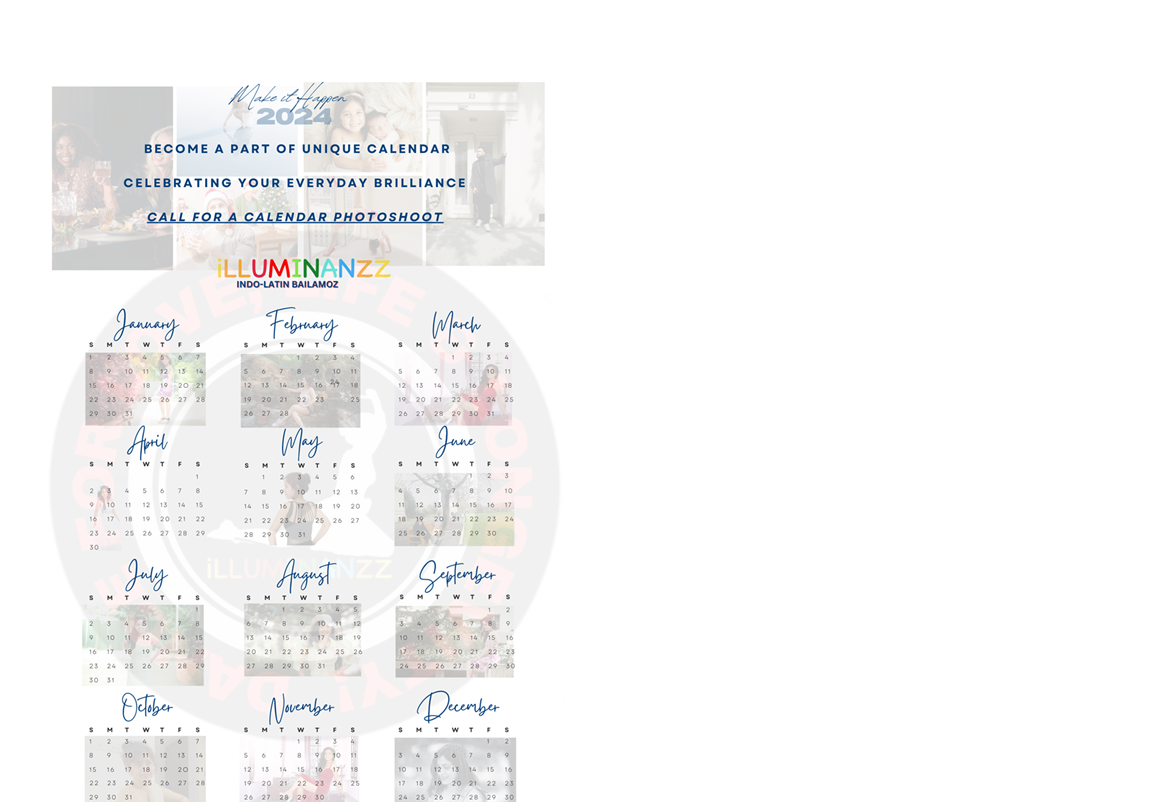 Make it Happen
2024
BECOME A PART OF UNIQUE CALENDAR
CELEBRATING YOUR EVERYDAY BRILLIANCE
CALL FOR A CALENDAR PHOTOSHOOT
iLLUMINANZZ
INDO-LATIN BAILAMOZ
January
S M T W T F S
1 2 3 4 5 6 7
8 9 10 11 12 13 14
15 16 17 18 19 20 21
22 23 24 25 26 27 28
29 30 31
February
S M T W T F S
1 2 3 4
5 6 7 8 9 10 11
24
12 13 14 15 16 17 18
19 20 21 22 23 25
26 27 28
March
S M T W T F S
1 2 3 4
5 6 7 8 9 10 11
12 13 14 15 16 17 18
19 20 21 22 23 24 25
26 27 28 29 30 31
April
S M T W T F S
1
2 3 4 5 6 7 8
9 10 11 12 13 14 15
16 17 18 19 20 21 22
23 24 25 26 27 28 29
30
May
S M T W T F S
1 2 3 4 5 6
7 8 9 10 11 12 13
14 15 16 17 18 19 20
21 22 23 24 25 26 27
28 29 30 31
June
S M T W T F S
1 2 3
4 5 6 7 8 9 10
11 12 13 14 15 16 17
18 19 20 21 22 23 24
25 26 27 28 29 30
iLLUMINANZZ
July
S M T W T F S
1
2 3 4 5 6 7 8
9 10 11 12 13 14 15
16 17 18 19 20 21 22
23 24 25 26 27 28 29
30 31
August
S M T W T F S
1 2 3 4 5
6 7 8 9 10 11 12
13 14 15 16 17 18 19
20 21 22 23 24 25 26
27 28 29 30 31
September
S M T W T F S
1 2
3 4 5 6 7 8 9
10 11 12 13 14 15 16
17 18 19 20 21 22 23
24 25 26 27 28 29 30
October
S M T W T F S
1 2 3 4 5 6 7
8 9 10 11 12 13 14
15 16 17 18 19 20 21
22 23 24 25 26 27 28
29 30 31
November
S M T W T F S
1 2 3 4
5 6 7 8 9 10 11
12 13 14 15 16 17 18
19 20 21 22 23 24 25
26 27 28 29 30
December
S M T W T F S
1 2
3 4 5 6 7 8 9
10 11 12 13 14 15 16
17 18 19 20 21 22 23
24 25 26 27 28 29 30